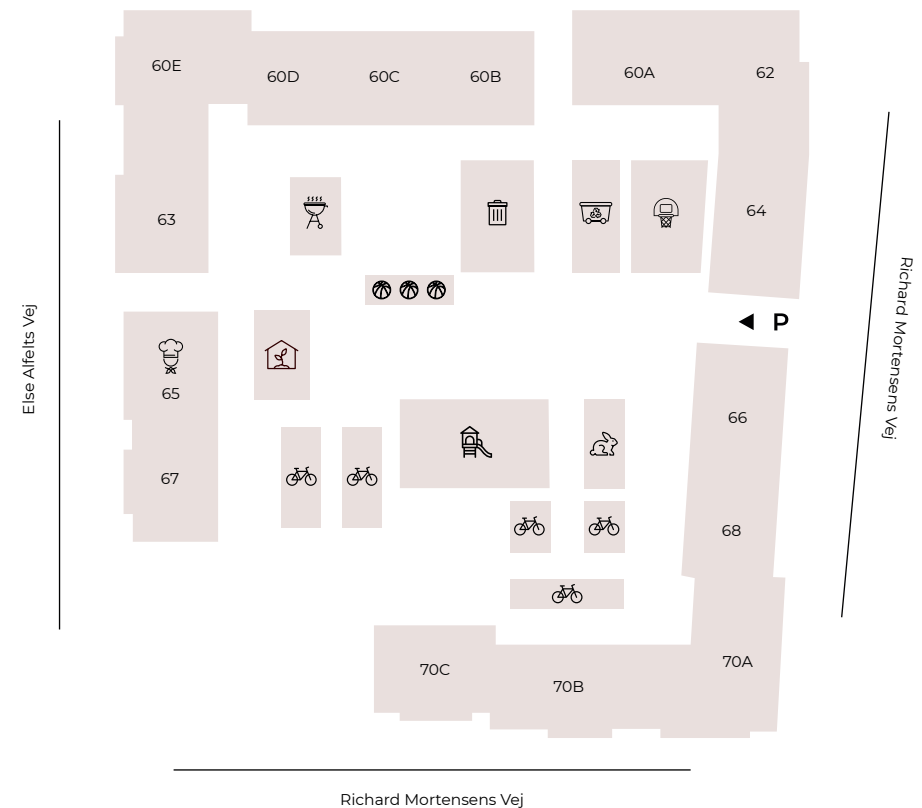 60E
60D
60C
60B
60A
62
63
64
P
Else Alfelts Vej
Richard Mortensens Vej
65
66
67
68
70A
70C
70B
Richard Mortensens Vej